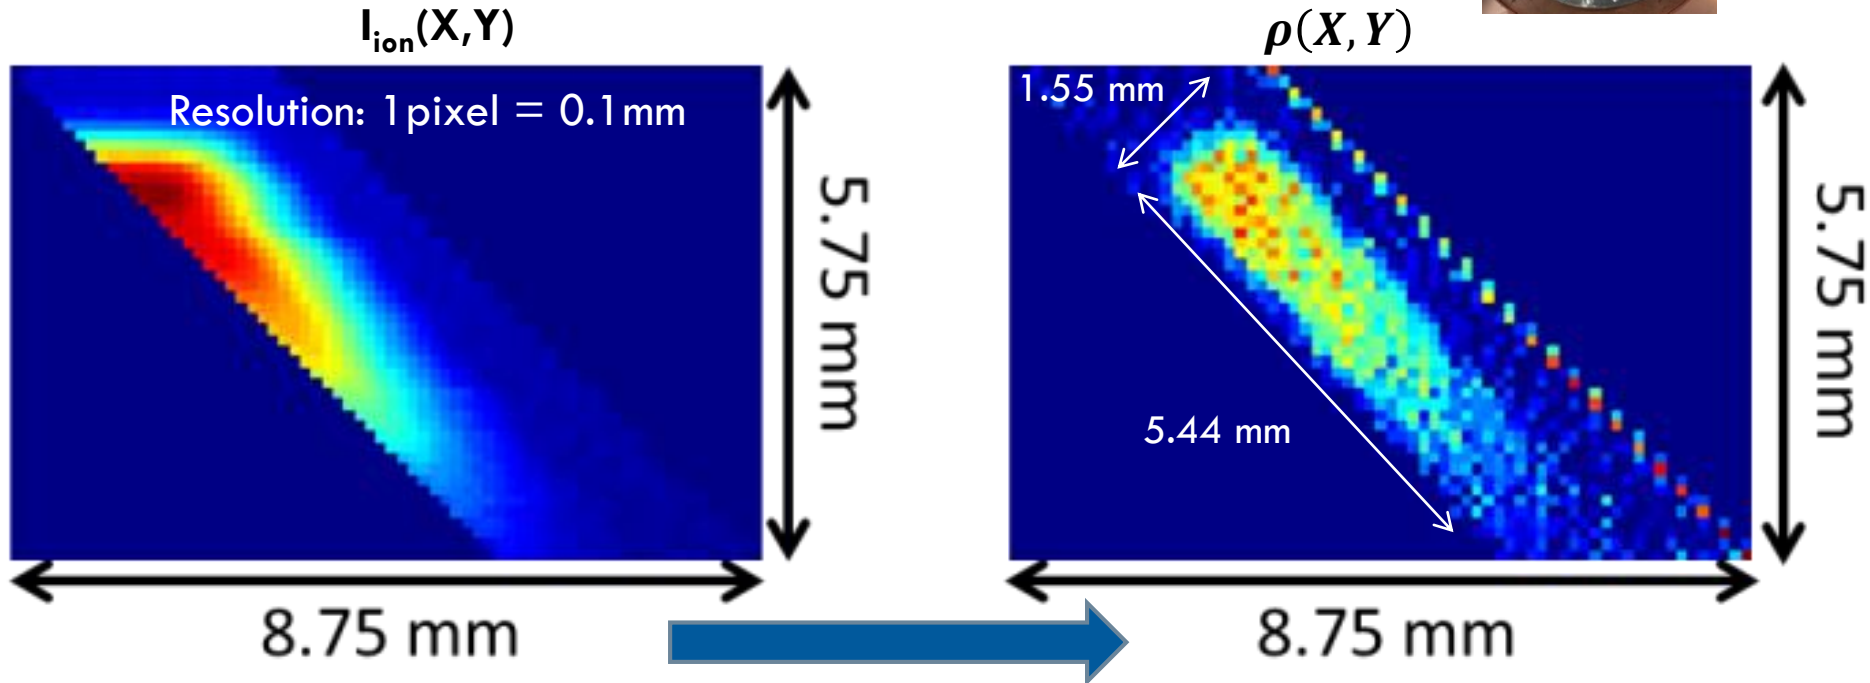 I_ion(X,Y)
Resolution: 1pixel = 0.1mm
5.75 mm
8.75 mm
ρ(X,Y)
1.55 mm
5.44 mm
5.75 mm
8.75 mm